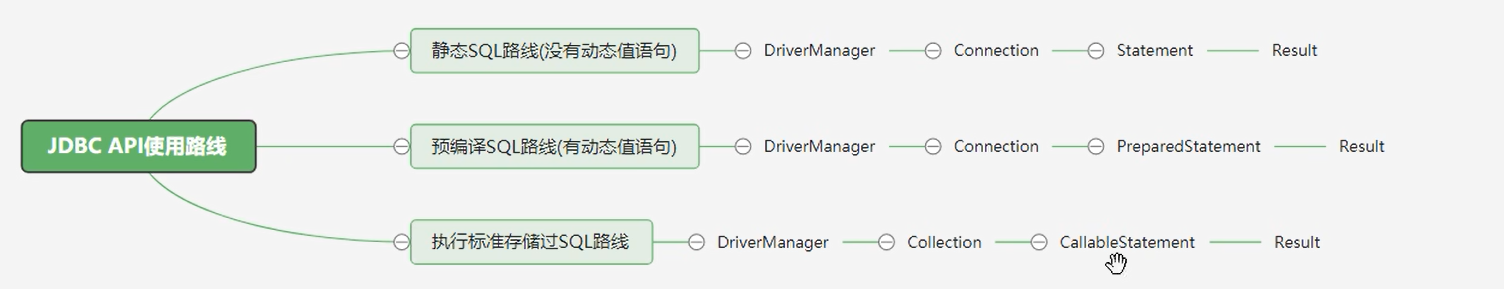 静态SQL路线(没有动态值语句) DriverManager Connection Statement Result
JDBC API使用路线 预编译SQL路线(有动态值语句) DriverManager Connection PreparedStatement Result
执行标准存储过SQL路线 DriverManager Collection CallableStatement Result